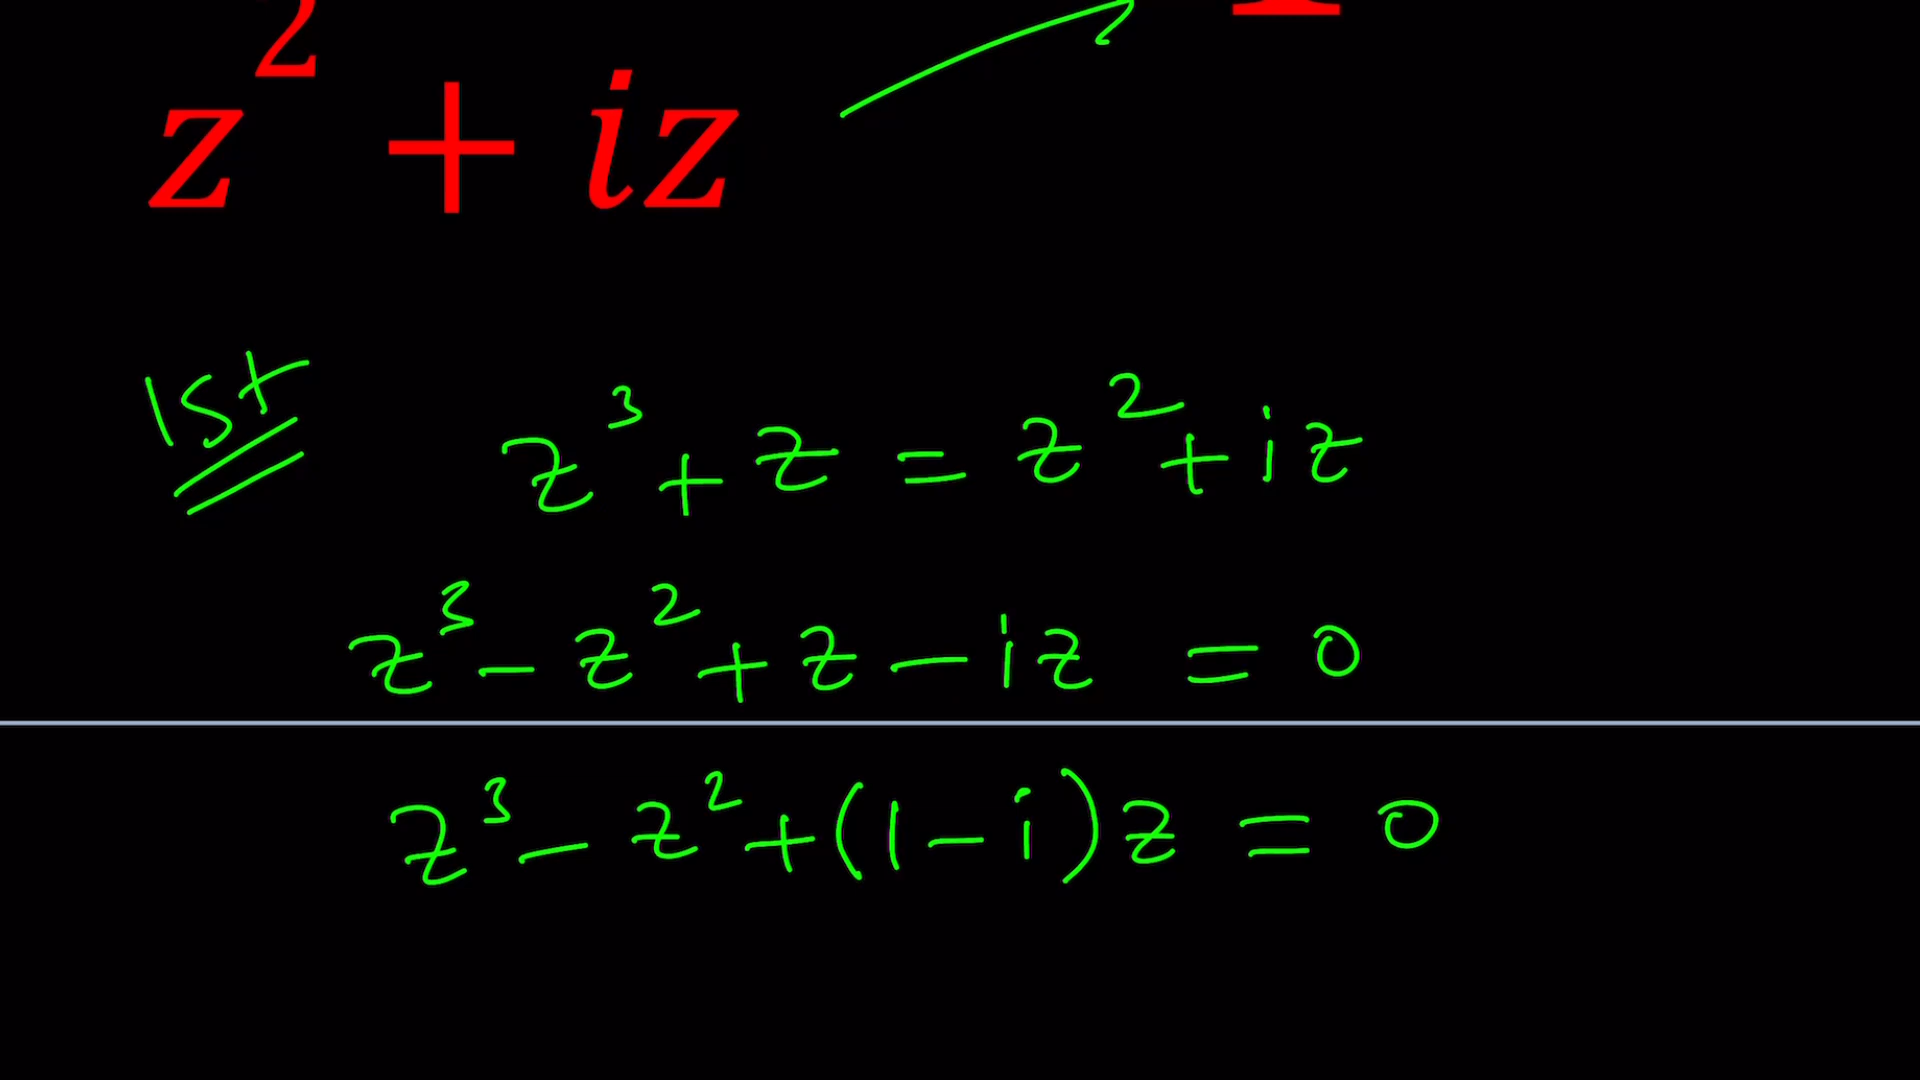 z² + iz
1st
z³ + z = z² + iz
z³ - z² + z - iz = 0
z³ - z² + (1 - i)z = 0